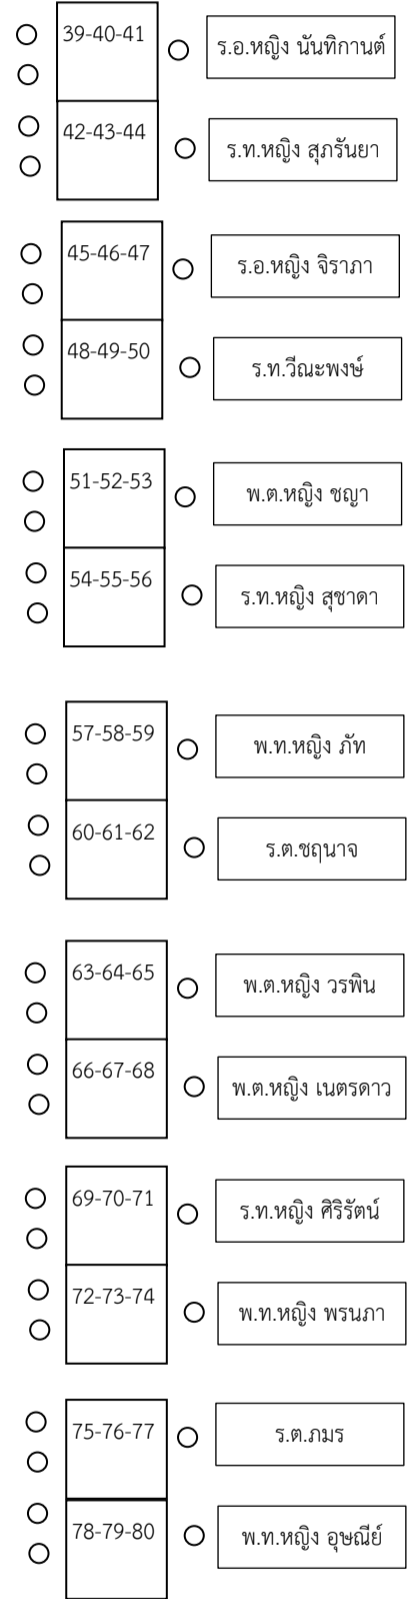 39-40-41
ร.อ.หญิง นันทิกานต์
42-43-44
ร.ท.หญิง สุภรันยา
45-46-47
ร.อ.หญิง จิราภา
48-49-50
ร.ท.วีณะพงษ์
51-52-53
พ.ต.หญิง ชญา
54-55-56
ร.ท.หญิง สุชาดา
57-58-59
พ.ท.หญิง ภัท
60-61-62
ร.ต.ชฤนาจ
63-64-65
พ.ต.หญิง วรพิน
66-67-68
พ.ต.หญิง เนตรดาว
69-70-71
ร.ท.หญิง ศิริรัตน์
72-73-74
พ.ท.หญิง พรนภา
75-76-77
ร.ต.ภมร
78-79-80
พ.ท.หญิง อุษณีย์